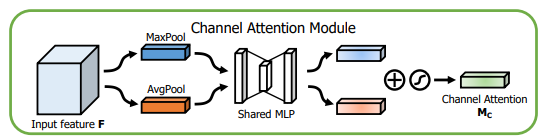 Channel Attention Module
MaxPool
AvgPool
Input feature F
Shared MLP
Channel Attention
Mc